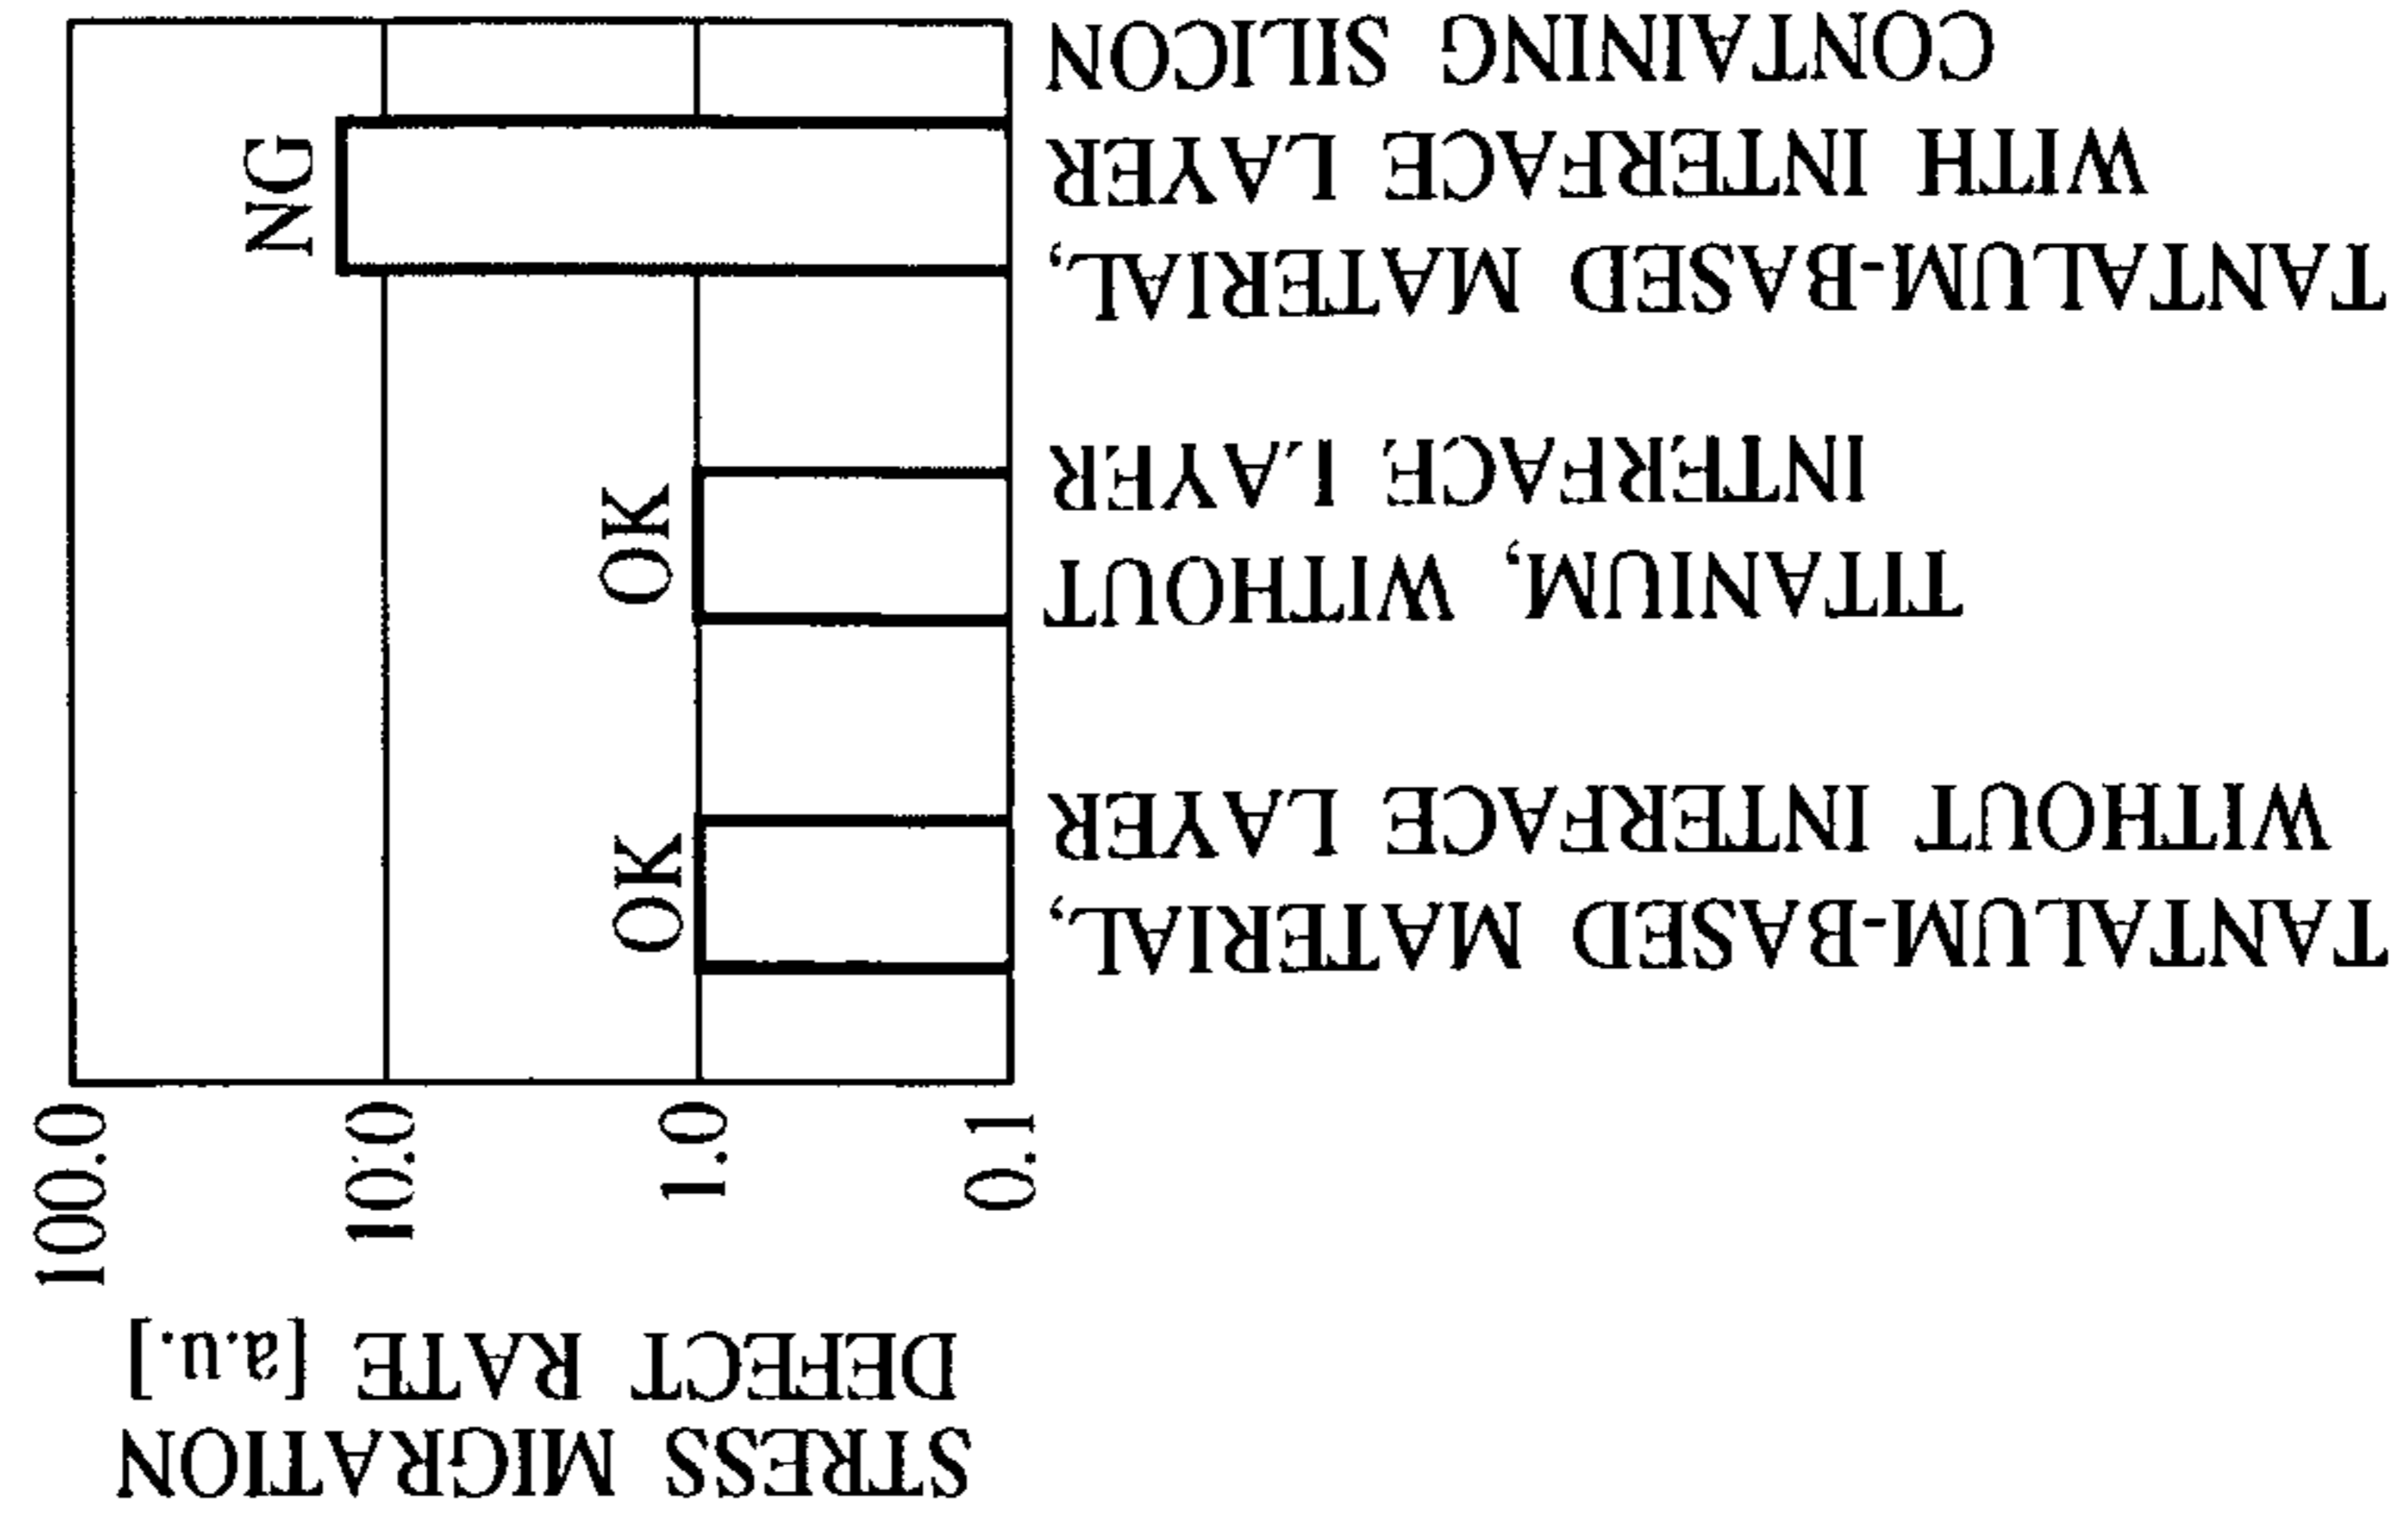 STRESS MIGRATION
DEFECT RATE [a.u.]
100.0
10.0
1.0
0.1
OK
OK
NG
TANTALUM-BASED MATERIAL,
WITHOUT INTERFACE LAYER
TITANIUM, WITHOUT
INTERFACE LAYER
TANTALUM-BASED MATERIAL,
WITH INTERFACE LAYER
CONTAINING SILICON